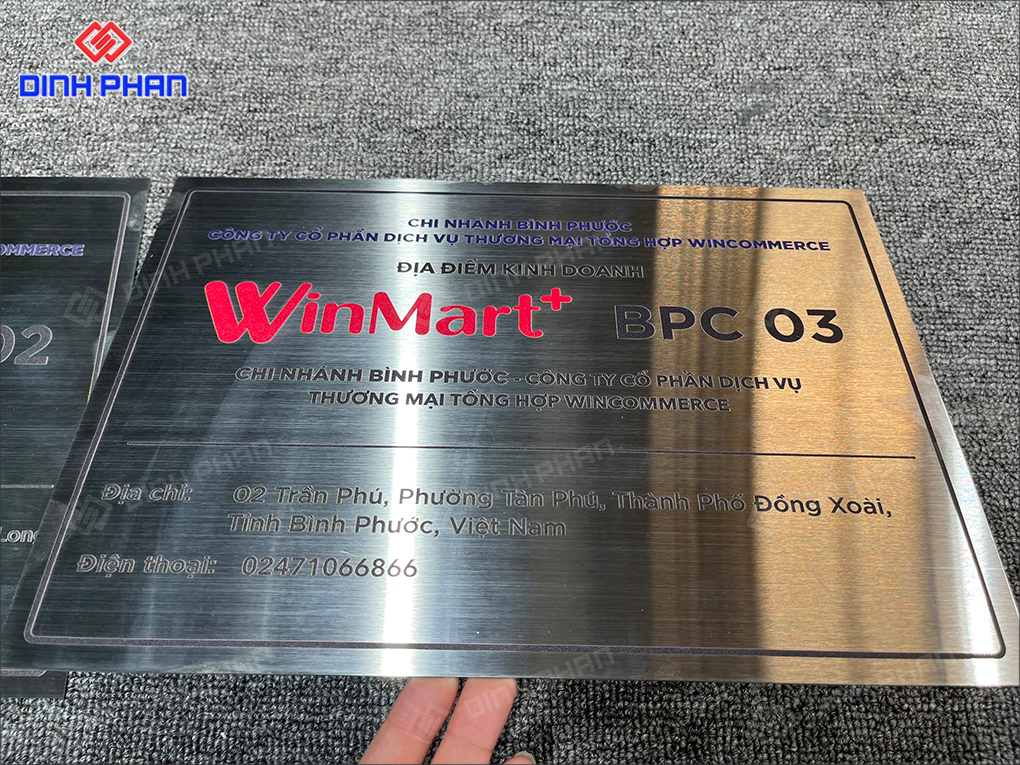 DINH PHAN
CHI NHÁNH BÌNH PHƯỚC
CÔNG TY CỔ PHẦN DỊCH VỤ THƯƠNG MẠI TỔNG HỢP WINCOMMERCE
ĐỊA ĐIỂM KINH DOANH
WinMart+ BPC 03
CHI NHÁNH BÌNH PHƯỚC - CÔNG TY CỔ PHẦN DỊCH VỤ
THƯƠNG MẠI TỔNG HỢP WINCOMMERCE
Địa chỉ: 02 Trần Phú, Phường Tân Phú, Thành Phố Đồng Xoài,
Tỉnh Bình Phước, Việt Nam
Điện thoại: 02471066866
02